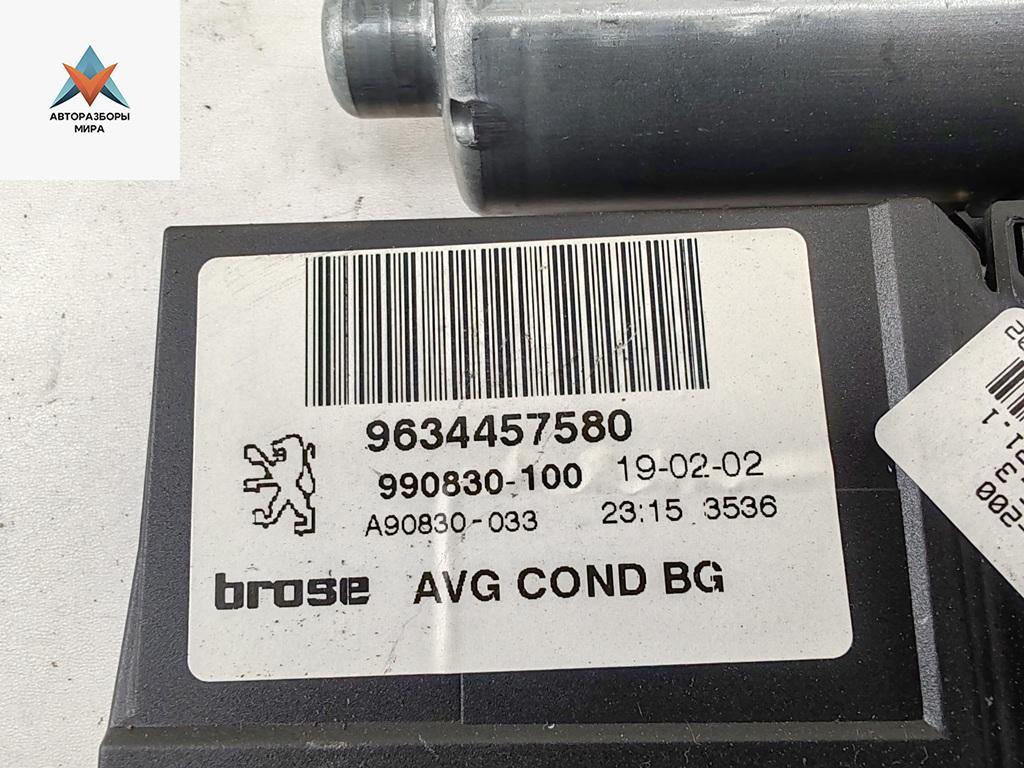 АВТОРАЗБОРЫ
МИРА
9634457580
990830-100 19-02-02
A90830-033 23:15 3536
brose AVG COND BG